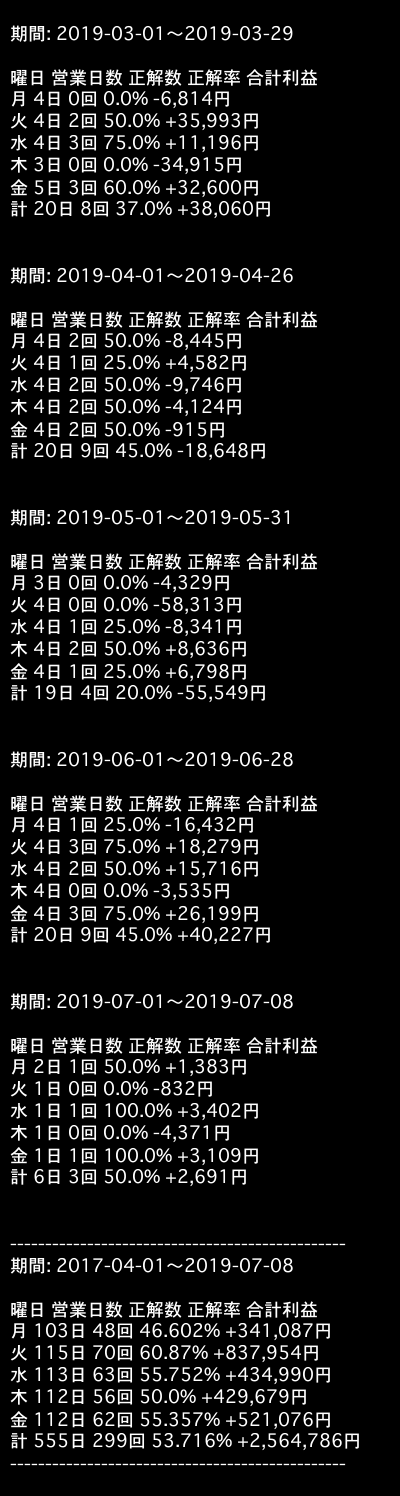 期間: 2019-03-01～2019-03-29
曜日 営業日数 正解数 正解率 合計利益
月 4日 0回 0.0% -6,814円
火 4日 2回 50.0% +35,993円
水 4日 3回 75.0% +11,196円
木 3日 0回 0.0% -34,915円
金 5日 3回 60.0% +32,600円
計 20日 8回 37.0% +38,060円
期間: 2019-04-01～2019-04-26
曜日 営業日数 正解数 正解率 合計利益
月 4日 2回 50.0% -8,445円
火 4日 1回 25.0% +4,582円
水 4日 2回 50.0% -9,746円
木 4日 2回 50.0% -4,124円
金 4日 2回 50.0% -915円
計 20日 9回 45.0% -18,648円
期間: 2019-05-01～2019-05-31
曜日 営業日数 正解数 正解率 合計利益
月 3日 0回 0.0% -4,329円
火 4日 0回 0.0% -58,313円
水 4日 1回 25.0% -8,341円
木 4日 2回 50.0% +8,636円
金 4日 1回 25.0% +6,798円
計 19日 4回 20.0% -55,549円
期間: 2019-06-01～2019-06-28
曜日 営業日数 正解数 正解率 合計利益
月 4日 1回 25.0% -16,432円
火 4日 3回 75.0% +18,279円
水 4日 2回 50.0% +15,716円
木 4日 0回 0.0% -3,535円
金 4日 3回 75.0% +26,199円
計 20日 9回 45.0% +40,227円
期間: 2019-07-01～2019-07-08
曜日 営業日数 正解数 正解率 合計利益
月 2日 1回 50.0% +1,383円
火 1日 0回 0.0% -832円
水 1日 1回 100.0% +3,402円
木 1日 0回 0.0% -4,371円
金 1日 1回 100.0% +3,109円
計 6日 3回 50.0% +2,691円
------------------------------------------------
期間: 2017-04-01～2019-07-08
曜日 営業日数 正解数 正解率 合計利益
月 103日 48回 46.602% +341,087円
火 115日 70回 60.87% +837,954円
水 113日 63回 55.752% +434,990円
木 112日 56回 50.0% +429,679円
金 112日 62回 55.357% +521,076円
計 555日 299回 53.716% +2,564,786円
------------------------------------------------